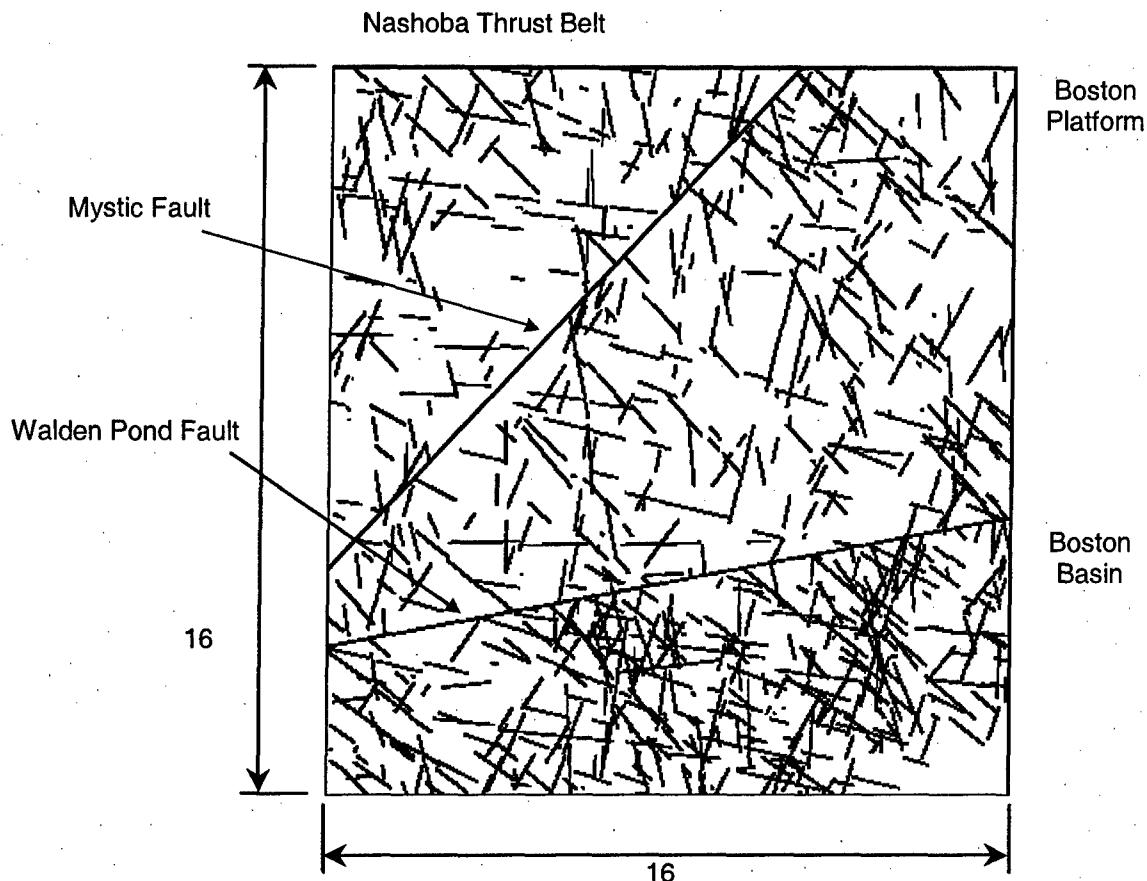 Nashoba Thrust Belt
Boston
Platform
Mystic Fault
Walden Pond Fault
Boston
Basin
16
16